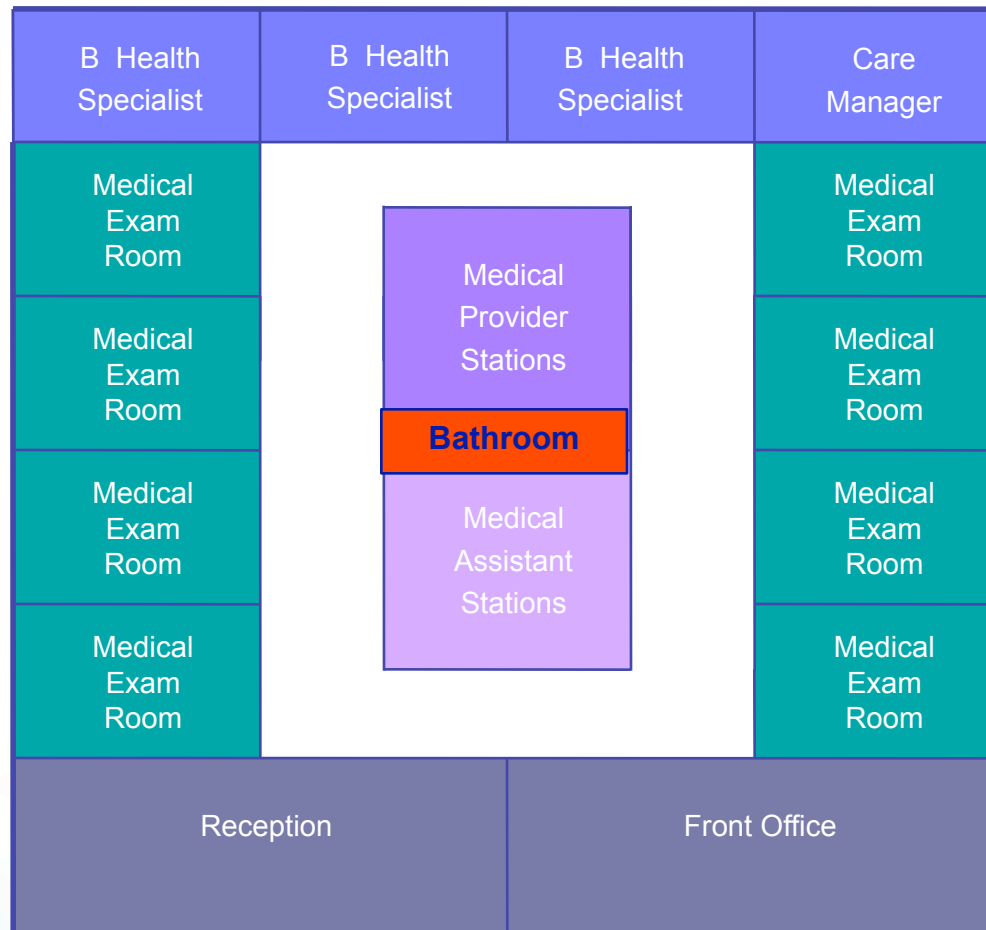 B  Health
Specialist
B  Health
Specialist
B  Health
Specialist
Care
Manager
Medical
Exam
Room
Medical
Exam
Room
Medical
Provider
Stations
Medical
Exam
Room
Medical
Exam
Room
Bathroom
Medical
Exam
Room
Medical
Exam
Room
Medical
Assistant
Stations
Medical
Exam
Room
Medical
Exam
Room
Reception
Front Office